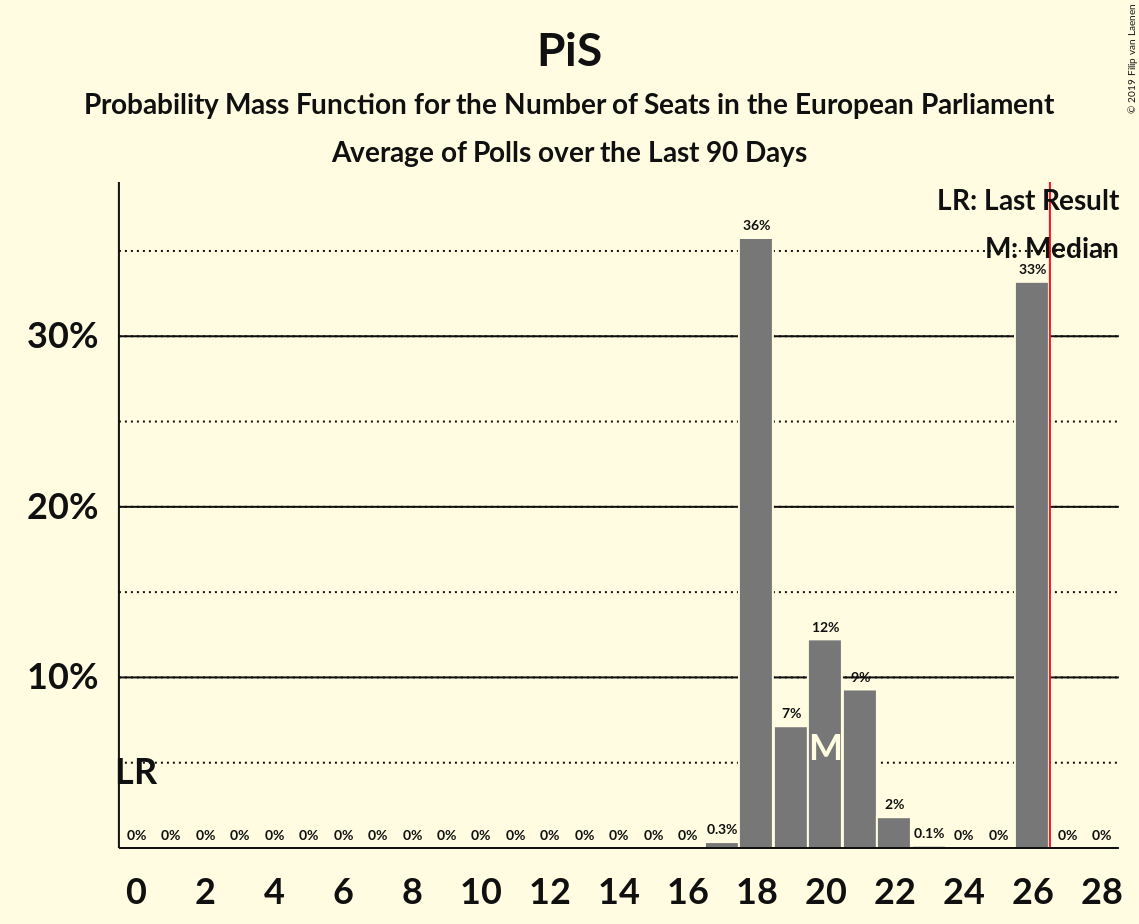 PiS
Probability Mass Function for the Number of Seats in the European Parliament
Average of Polls over the Last 90 Days
© 2019 Filip van Laenen
LR: Last Result
M: Median
30%
20%
10%
36%
33%
12%
9%
7%
2%
0.3%
0.1%
M
LR
0% 0% 0% 0% 0% 0% 0% 0% 0% 0% 0% 0% 0% 0% 0% 0% 0% 0% 0% 0% 0%
0 2 4 6 8 10 12 14 16 18 20 22 24 26 28